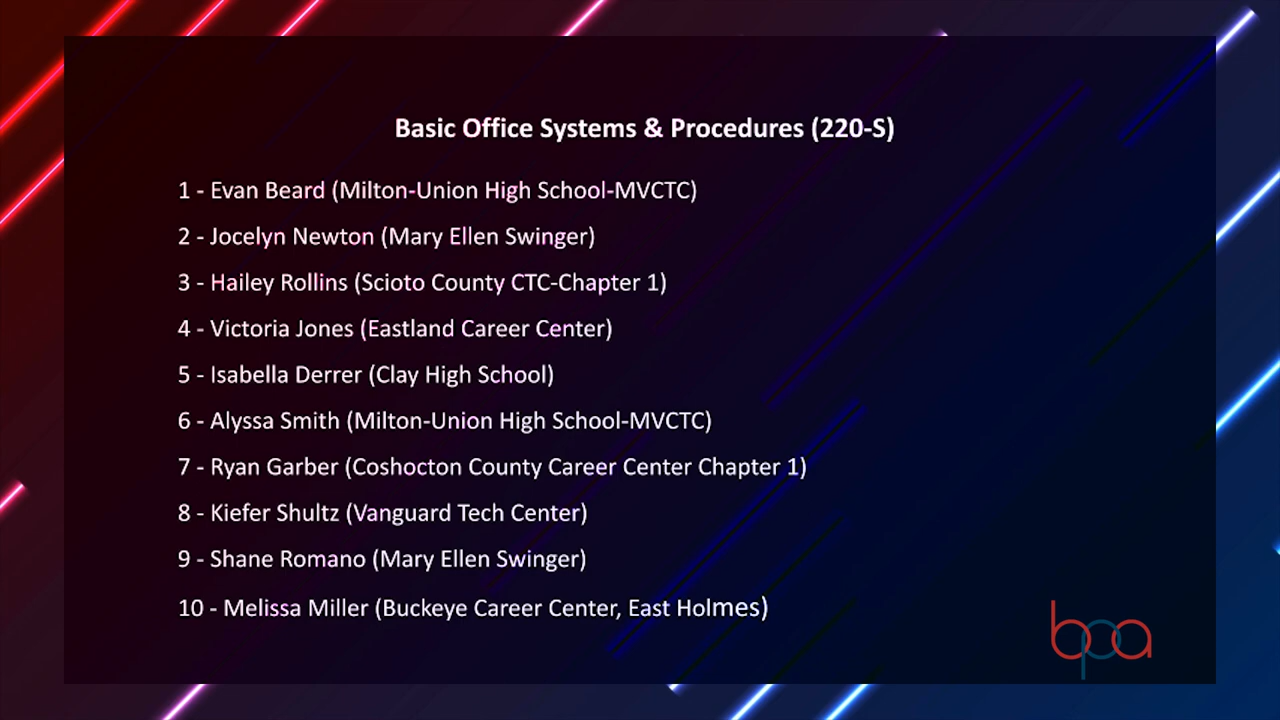 Basic Office Systems & Procedures (220-S)
1 - Evan Beard (Milton-Union High School-MVCTC)
2 - Jocelyn Newton (Mary Ellen Swinger)
3 - Hailey Rollins (Scioto County CTC-Chapter 1)
4 - Victoria Jones (Eastland Career Center)
5 - Isabella Derrer (Clay High School)
6 - Alyssa Smith (Milton-Union High School-MVCTC)
7 - Ryan Garber (Coshocton County Career Center Chapter 1)
8 - Kiefer Shultz (Vanguard Tech Center)
9 - Shane Romano (Mary Ellen Swinger)
10 - Melissa Miller (Buckeye Career Center, East Holmes)
bpa